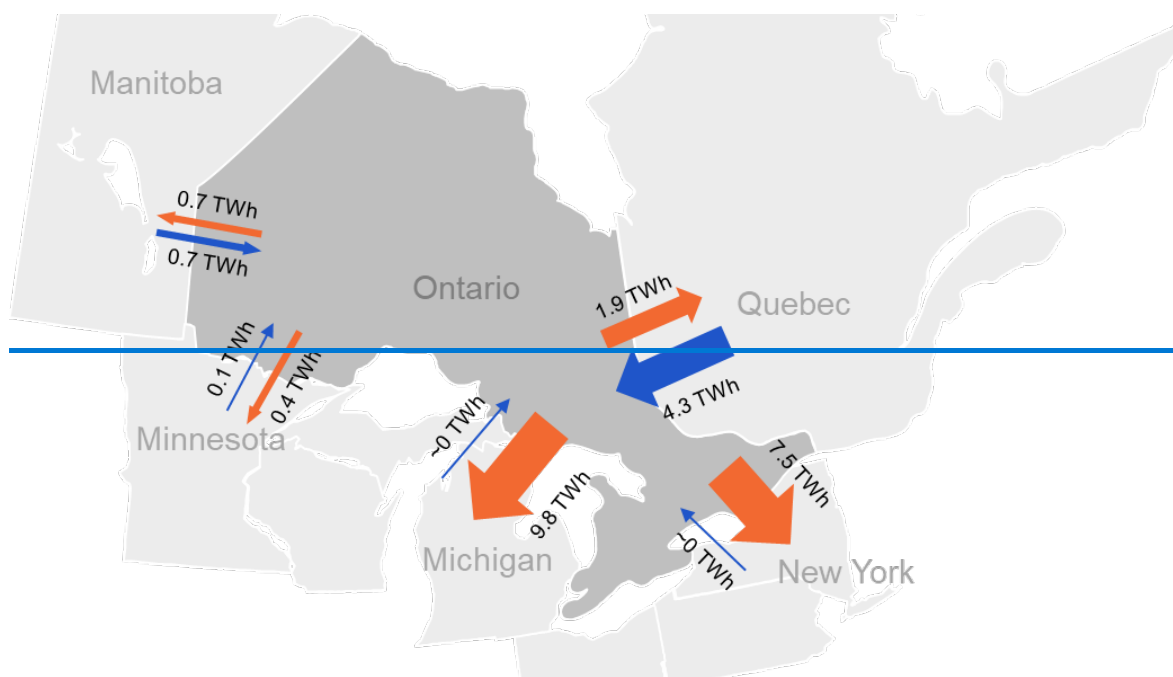 Manitoba
0.7 TWh
0.7 TWh
Ontario
1.9 TWh
Quebec
4.3 TWh
0.1 TWh
0.4 TWh
Minnesota
~0 TWh
9.8 TWh
Michigan
7.5 TWh
~0 TWh
New York